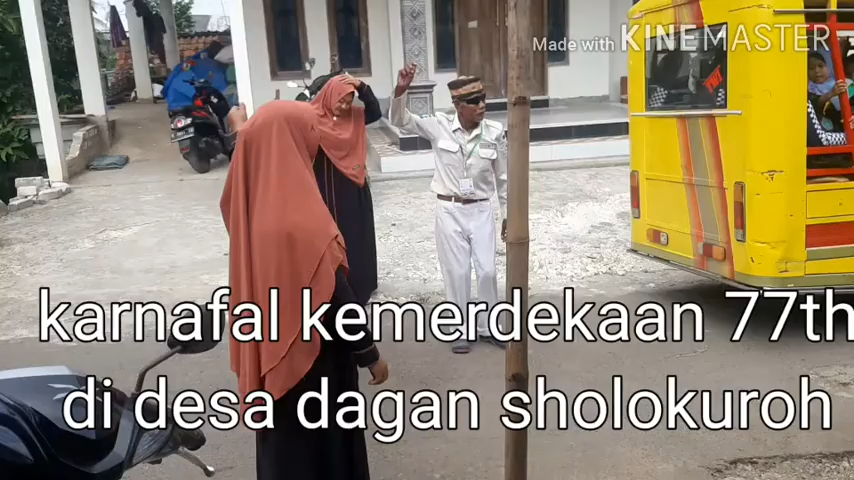 Made with KINEMASTER
karnafal kemerdekaan 77th
di desa dagan sholokuroh